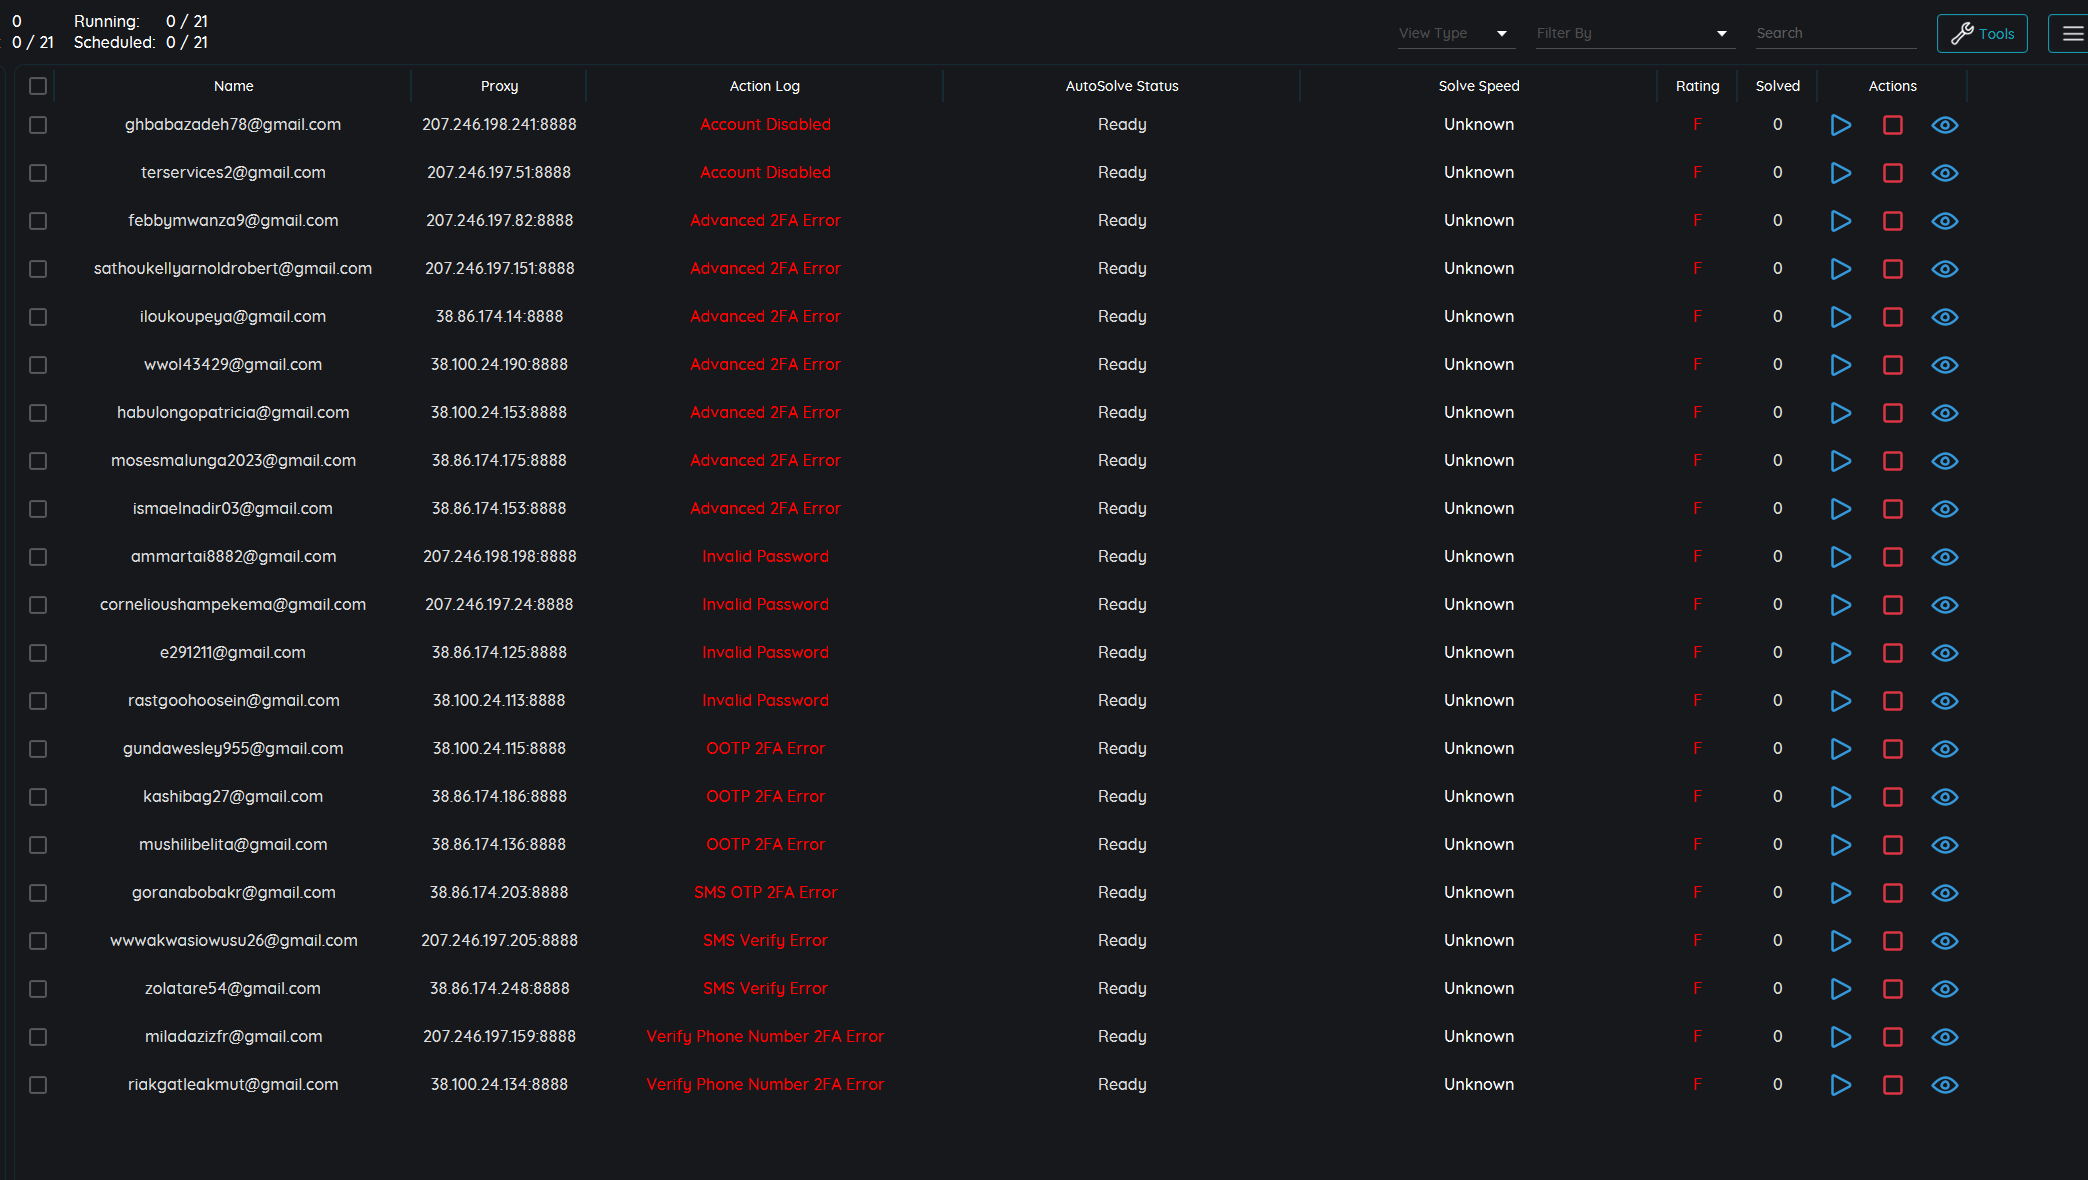 0 Running: 0 / 21
: 0 / 21 Scheduled: 0 / 21
View Type Filter By Search Tools
Name Proxy Action Log AutoSolve Status Solve Speed Rating Solved Actions
ghbabazadeh78@gmail.com 207.246.198.241:8888 Account Disabled Ready Unknown F 0
terservices2@gmail.com 207.246.197.51:8888 Account Disabled Ready Unknown F 0
febbymwanza9@gmail.com 207.246.197.82:8888 Advanced 2FA Error Ready Unknown F 0
sathoukellyarnoldrobert@gmail.com 207.246.197.151:8888 Advanced 2FA Error Ready Unknown F 0
iloukoupeya@gmail.com 38.86.174.14:8888 Advanced 2FA Error Ready Unknown F 0
wwol43429@gmail.com 38.100.24.190:8888 Advanced 2FA Error Ready Unknown F 0
habulongopatricia@gmail.com 38.100.24.153:8888 Advanced 2FA Error Ready Unknown F 0
mosesmalunga2023@gmail.com 38.86.174.175:8888 Advanced 2FA Error Ready Unknown F 0
ismaelnadir03@gmail.com 38.86.174.153:8888 Advanced 2FA Error Ready Unknown F 0
ammartai8882@gmail.com 207.246.198.198:8888 Invalid Password Ready Unknown F 0
cornelioushampekema@gmail.com 207.246.197.24:8888 Invalid Password Ready Unknown F 0
e291211@gmail.com 38.86.174.125:8888 Invalid Password Ready Unknown F 0
rastgoohoosein@gmail.com 38.100.24.113:8888 Invalid Password Ready Unknown F 0
gundawesley955@gmail.com 38.100.24.115:8888 OOTP 2FA Error Ready Unknown F 0
kashibag27@gmail.com 38.86.174.186:8888 OOTP 2FA Error Ready Unknown F 0
mushilibelita@gmail.com 38.86.174.136:8888 OOTP 2FA Error Ready Unknown F 0
goranabobakr@gmail.com 38.86.174.203:8888 SMS OTP 2FA Error Ready Unknown F 0
wwwakwasiowusu26@gmail.com 207.246.197.205:8888 SMS Verify Error Ready Unknown F 0
zolatare54@gmail.com 38.86.174.248:8888 SMS Verify Error Ready Unknown F 0
miladazizfr@gmail.com 207.246.197.159:8888 Verify Phone Number 2FA Error Ready Unknown F 0
riakgatleakmut@gmail.com 38.100.24.134:8888 Verify Phone Number 2FA Error Ready Unknown F 0